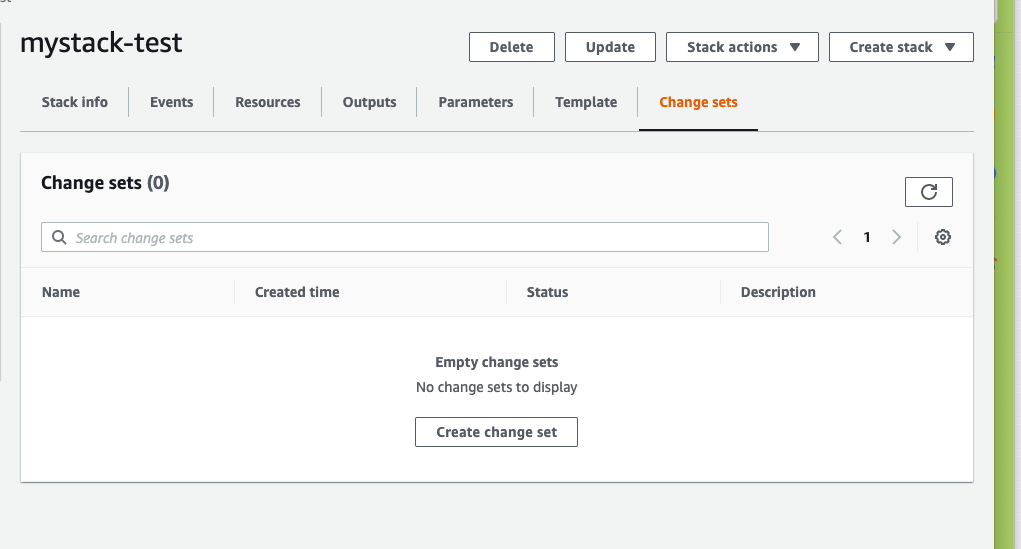 mystack-test
Delete Update Stack actions Create stack
Stack info Events Resources Outputs Parameters Template Change sets
Change sets (0)
Search change sets
1
Name Created time Status Description
Empty change sets
No change sets to display
Create change set